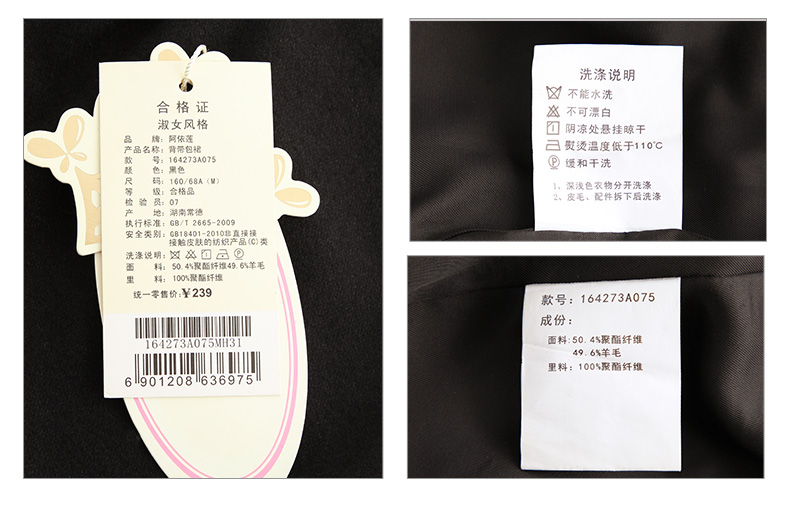 合格证
淑女风格
品 牌: 阿依莲
产品名称: 背带包裙
款 号: 164273A075
颜 色: 黑色
尺 码: 160/68A (M)
等 级: 合格品
检 验 员: 07
产 地: 湖南常德
执行标准: GB/T 2665-2009
安全类别: GB18401-2010非直接接
接触皮肤的纺织产品(C)类
洗涤说明:
面 料: 50.4%聚酯纤维49.6%羊毛
里 料: 100%聚酯纤维
统一零售价: ¥239
164273A075MH31
6 901208 636975
洗涤说明
不能水洗
不可漂白
阴凉处悬挂晾干
熨烫温度低于110℃
缓和干洗
1、深浅色衣物分开洗涤
2、皮毛、配件拆下后洗涤
款号: 164273A075
成份:
面料: 50.4%聚酯纤维
49.6%羊毛
里料: 100%聚酯纤维